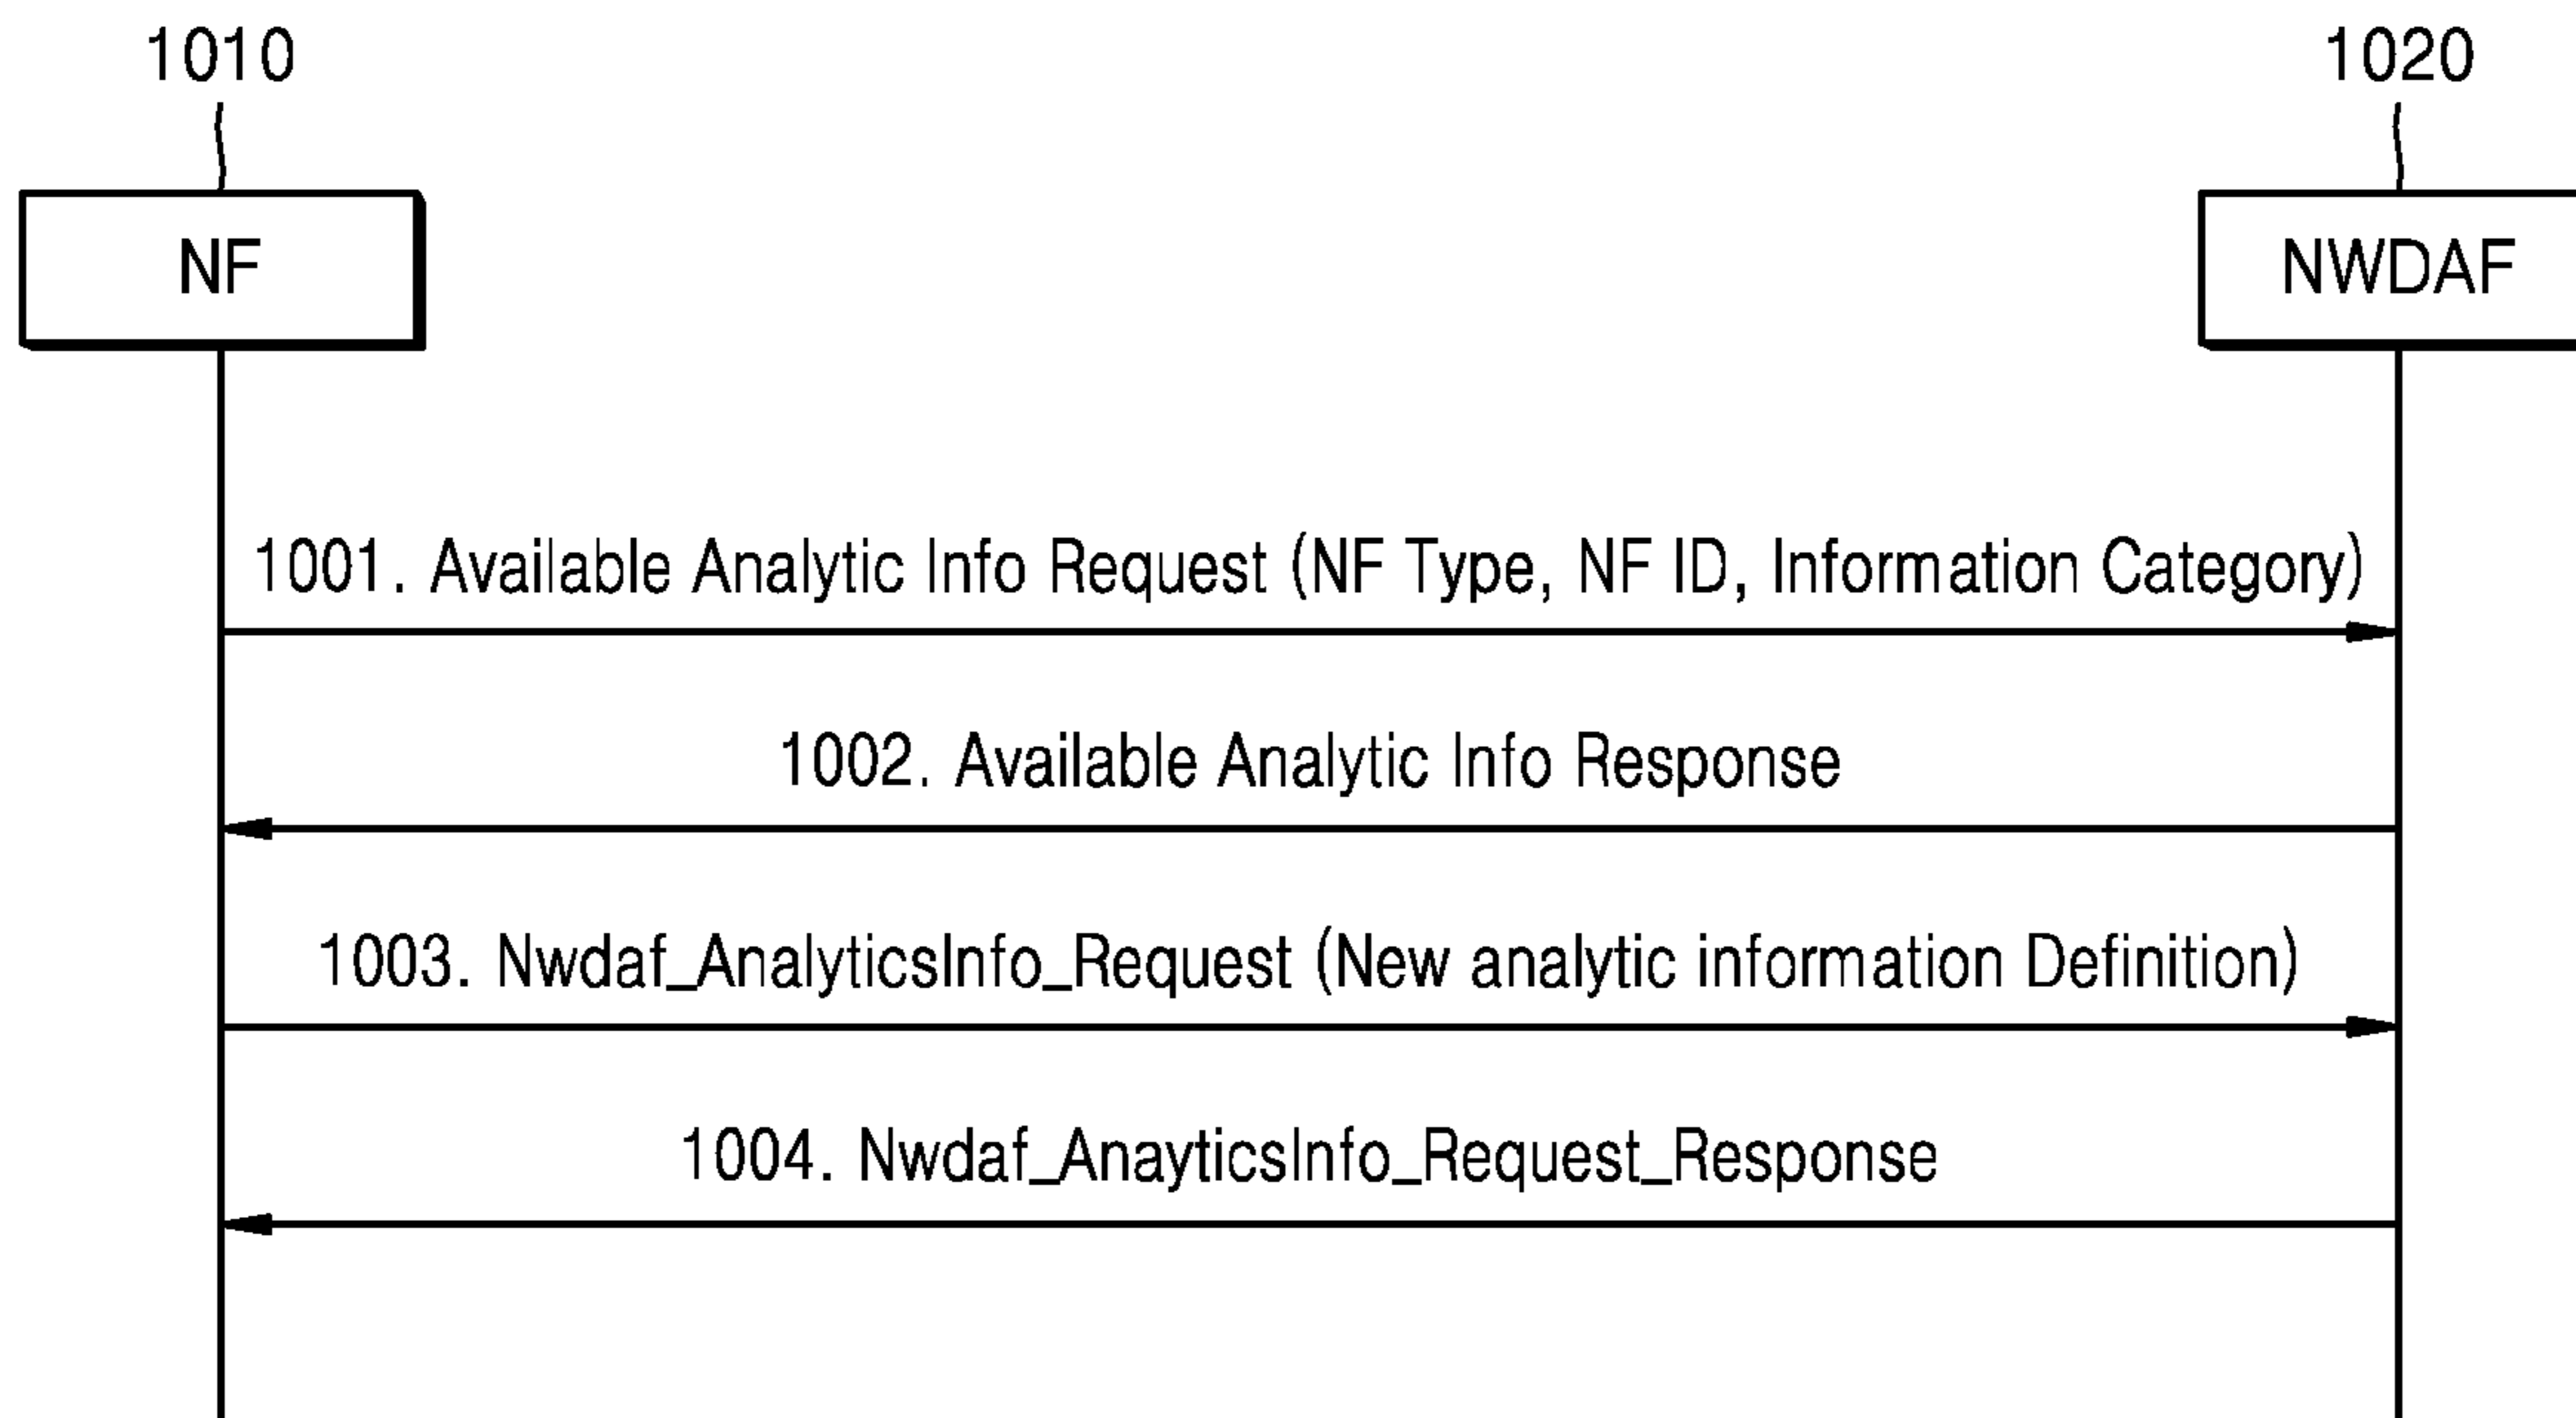 1010
1020
NF
NWDAF
1001. Available Analytic Info Request (NF Type, NF ID, Information Category)
1002. Available Analytic Info Response
1003. Nwdaf_AnalyticsInfo_Request (New analytic information Definition)
1004. Nwdaf_AnayticsInfo_Request_Response